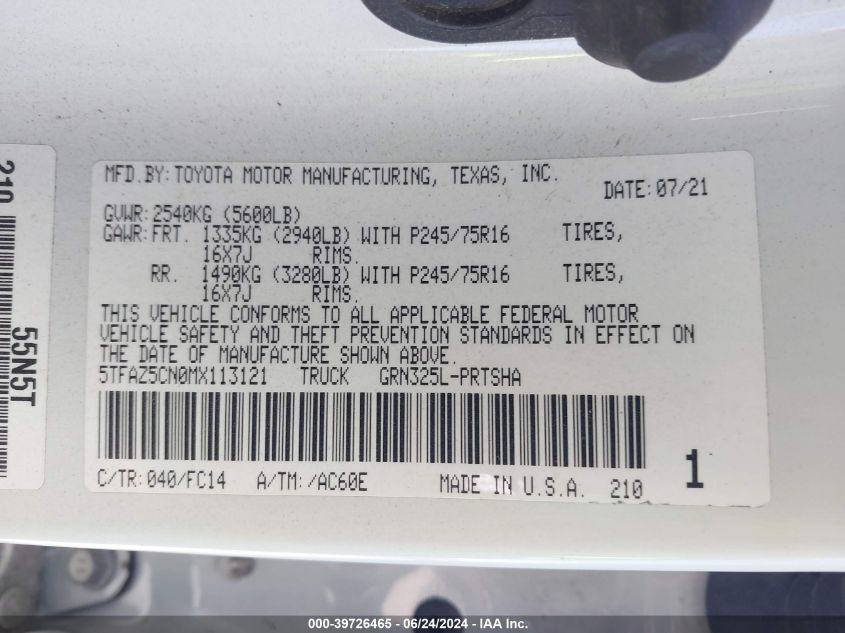 MFD.BY:TOYOTA MOTOR MANUFACTURING, TEXAS, INC.
DATE:07/21
GVWR:2540KG (5600LB)
GAWR:FRT. 1335KG (2940LB) WITH P245/75R16 TIRES,
16X7J RIMS.
RR. 1490KG (3280LB) WITH P245/75R16 TIRES,
16X7J RIMS.
THIS VEHICLE CONFORMS TO ALL APPLICABLE FEDERAL MOTOR
VEHICLE SAFETY AND THEFT PREVENTION STANDARDS IN EFFECT ON
THE DATE OF MANUFACTURE SHOWN ABOVE.
5TFAZ5CN0MX113121 TRUCK GRN325L-PRTSHA
C/TR:040/FC14 A/TM:/AC60E MADE IN U.S.A. 210
1
210
55N5T
000-39726465 - 06/24/2024 - IAA Inc.